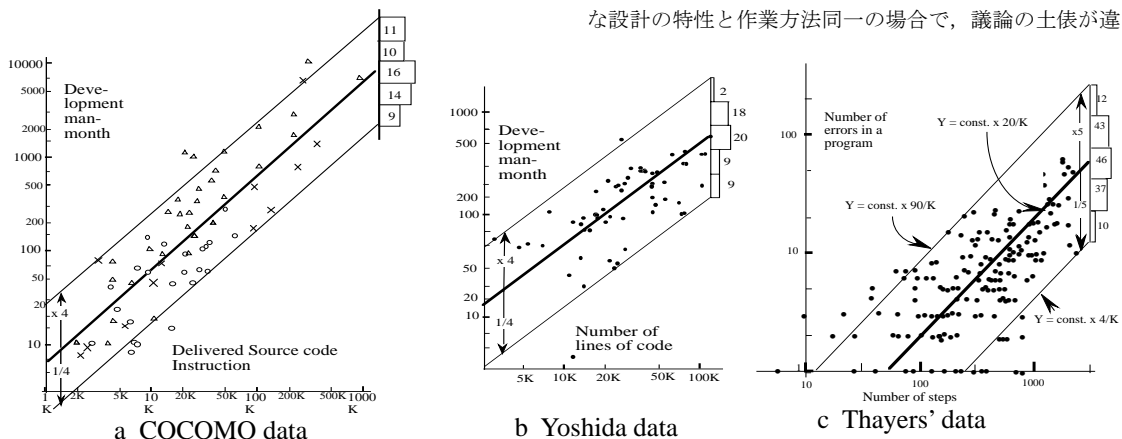 な設計の特性と作業方法同一の場合で，議論の土俵が違
10000
5000
2000
1000
500
200
100
50
20
10
Deve-
lopment
man-
month
x 4
1/4
Delivered Source code
Instruction
1
K
2K
5K
10
K
20K
50K
100
K
200K
500K
1000
K
11
10
16
14
9
a COCOMO data
1000
500
200
100
50
20
10
Deve-
lopment
man-
month
x 4
1/4
Number of
lines of code
5K
10K
20K
50K
100K
2
18
20
9
9
b Yoshida data
100
10
Number of
errors in a
program
Y = const. x 20/K
Y = const. x 90/K
Y = const. x 4/K
x5
1/5
12
43
46
37
10
10
100
1000
Number of steps
c Thayers’ data